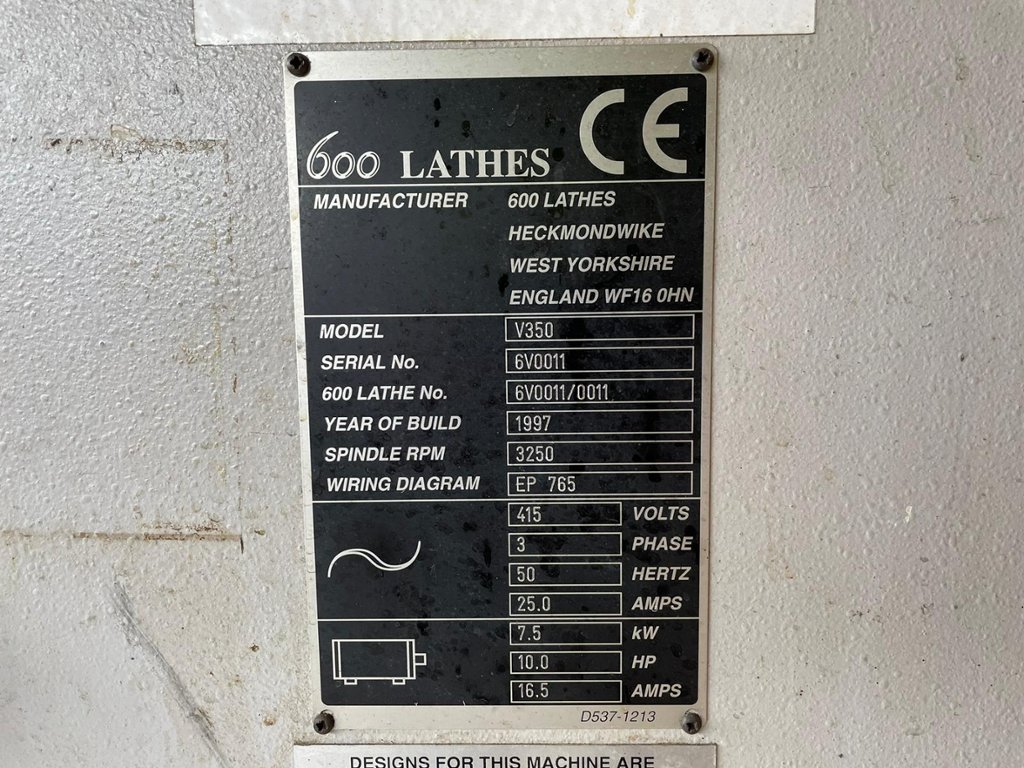 600 LATHES CE
MANUFACTURER 600 LATHES
HECKMONDWIKE
WEST YORKSHIRE
ENGLAND WF16 0HN
MODEL V350
SERIAL No. 6V0011
600 LATHE No. 6V0011/0011
YEAR OF BUILD 1997
SPINDLE RPM 3250
WIRING DIAGRAM EP 765
415 VOLTS
3 PHASE
50 HERTZ
25.0 AMPS
7.5 kW
10.0 HP
16.5 AMPS
D537-1213
DESIGNS FOR THIS MACHINE ARE